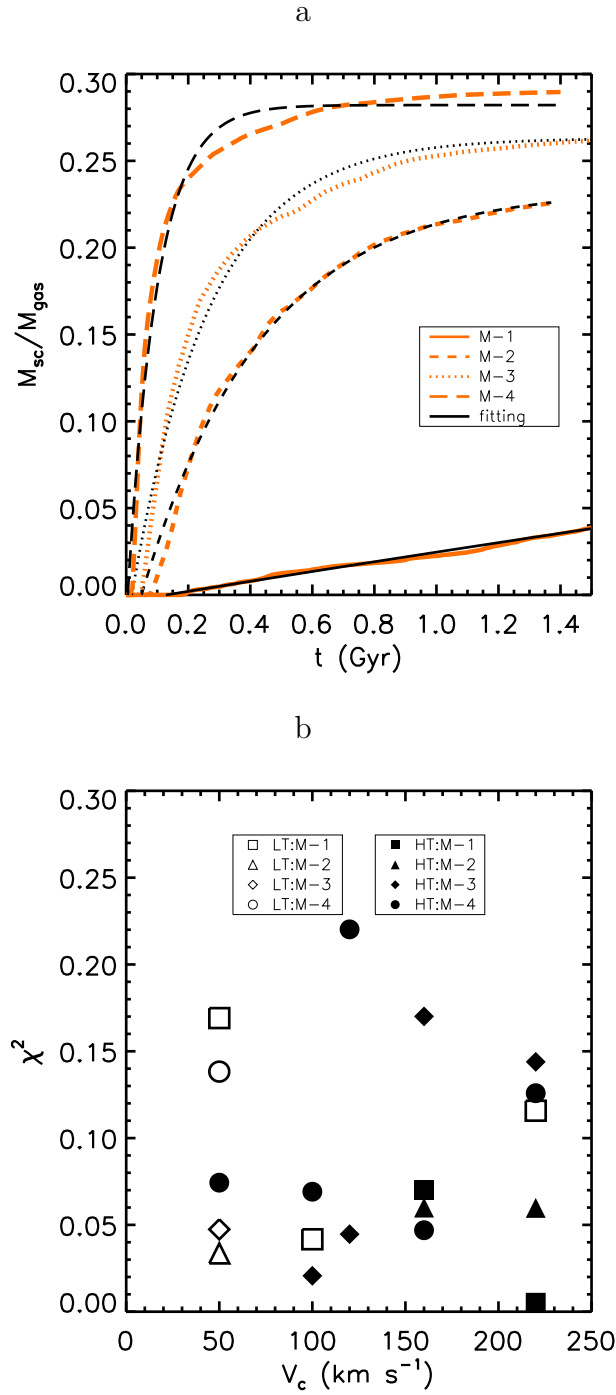 a
0.30
0.25
0.20
0.15
0.10
0.05
0.00
M_sc/M_gas
M-1
M-2
M-3
M-4
fitting
0.0 0.2 0.4 0.6 0.8 1.0 1.2 1.4
t (Gyr)
b
0.30
0.25
0.20
0.15
0.10
0.05
0.00
χ²
LT:M-1 HT:M-1
LT:M-2 HT:M-2
LT:M-3 HT:M-3
LT:M-4 HT:M-4
0 50 100 150 200 250
V_c (km s⁻¹)